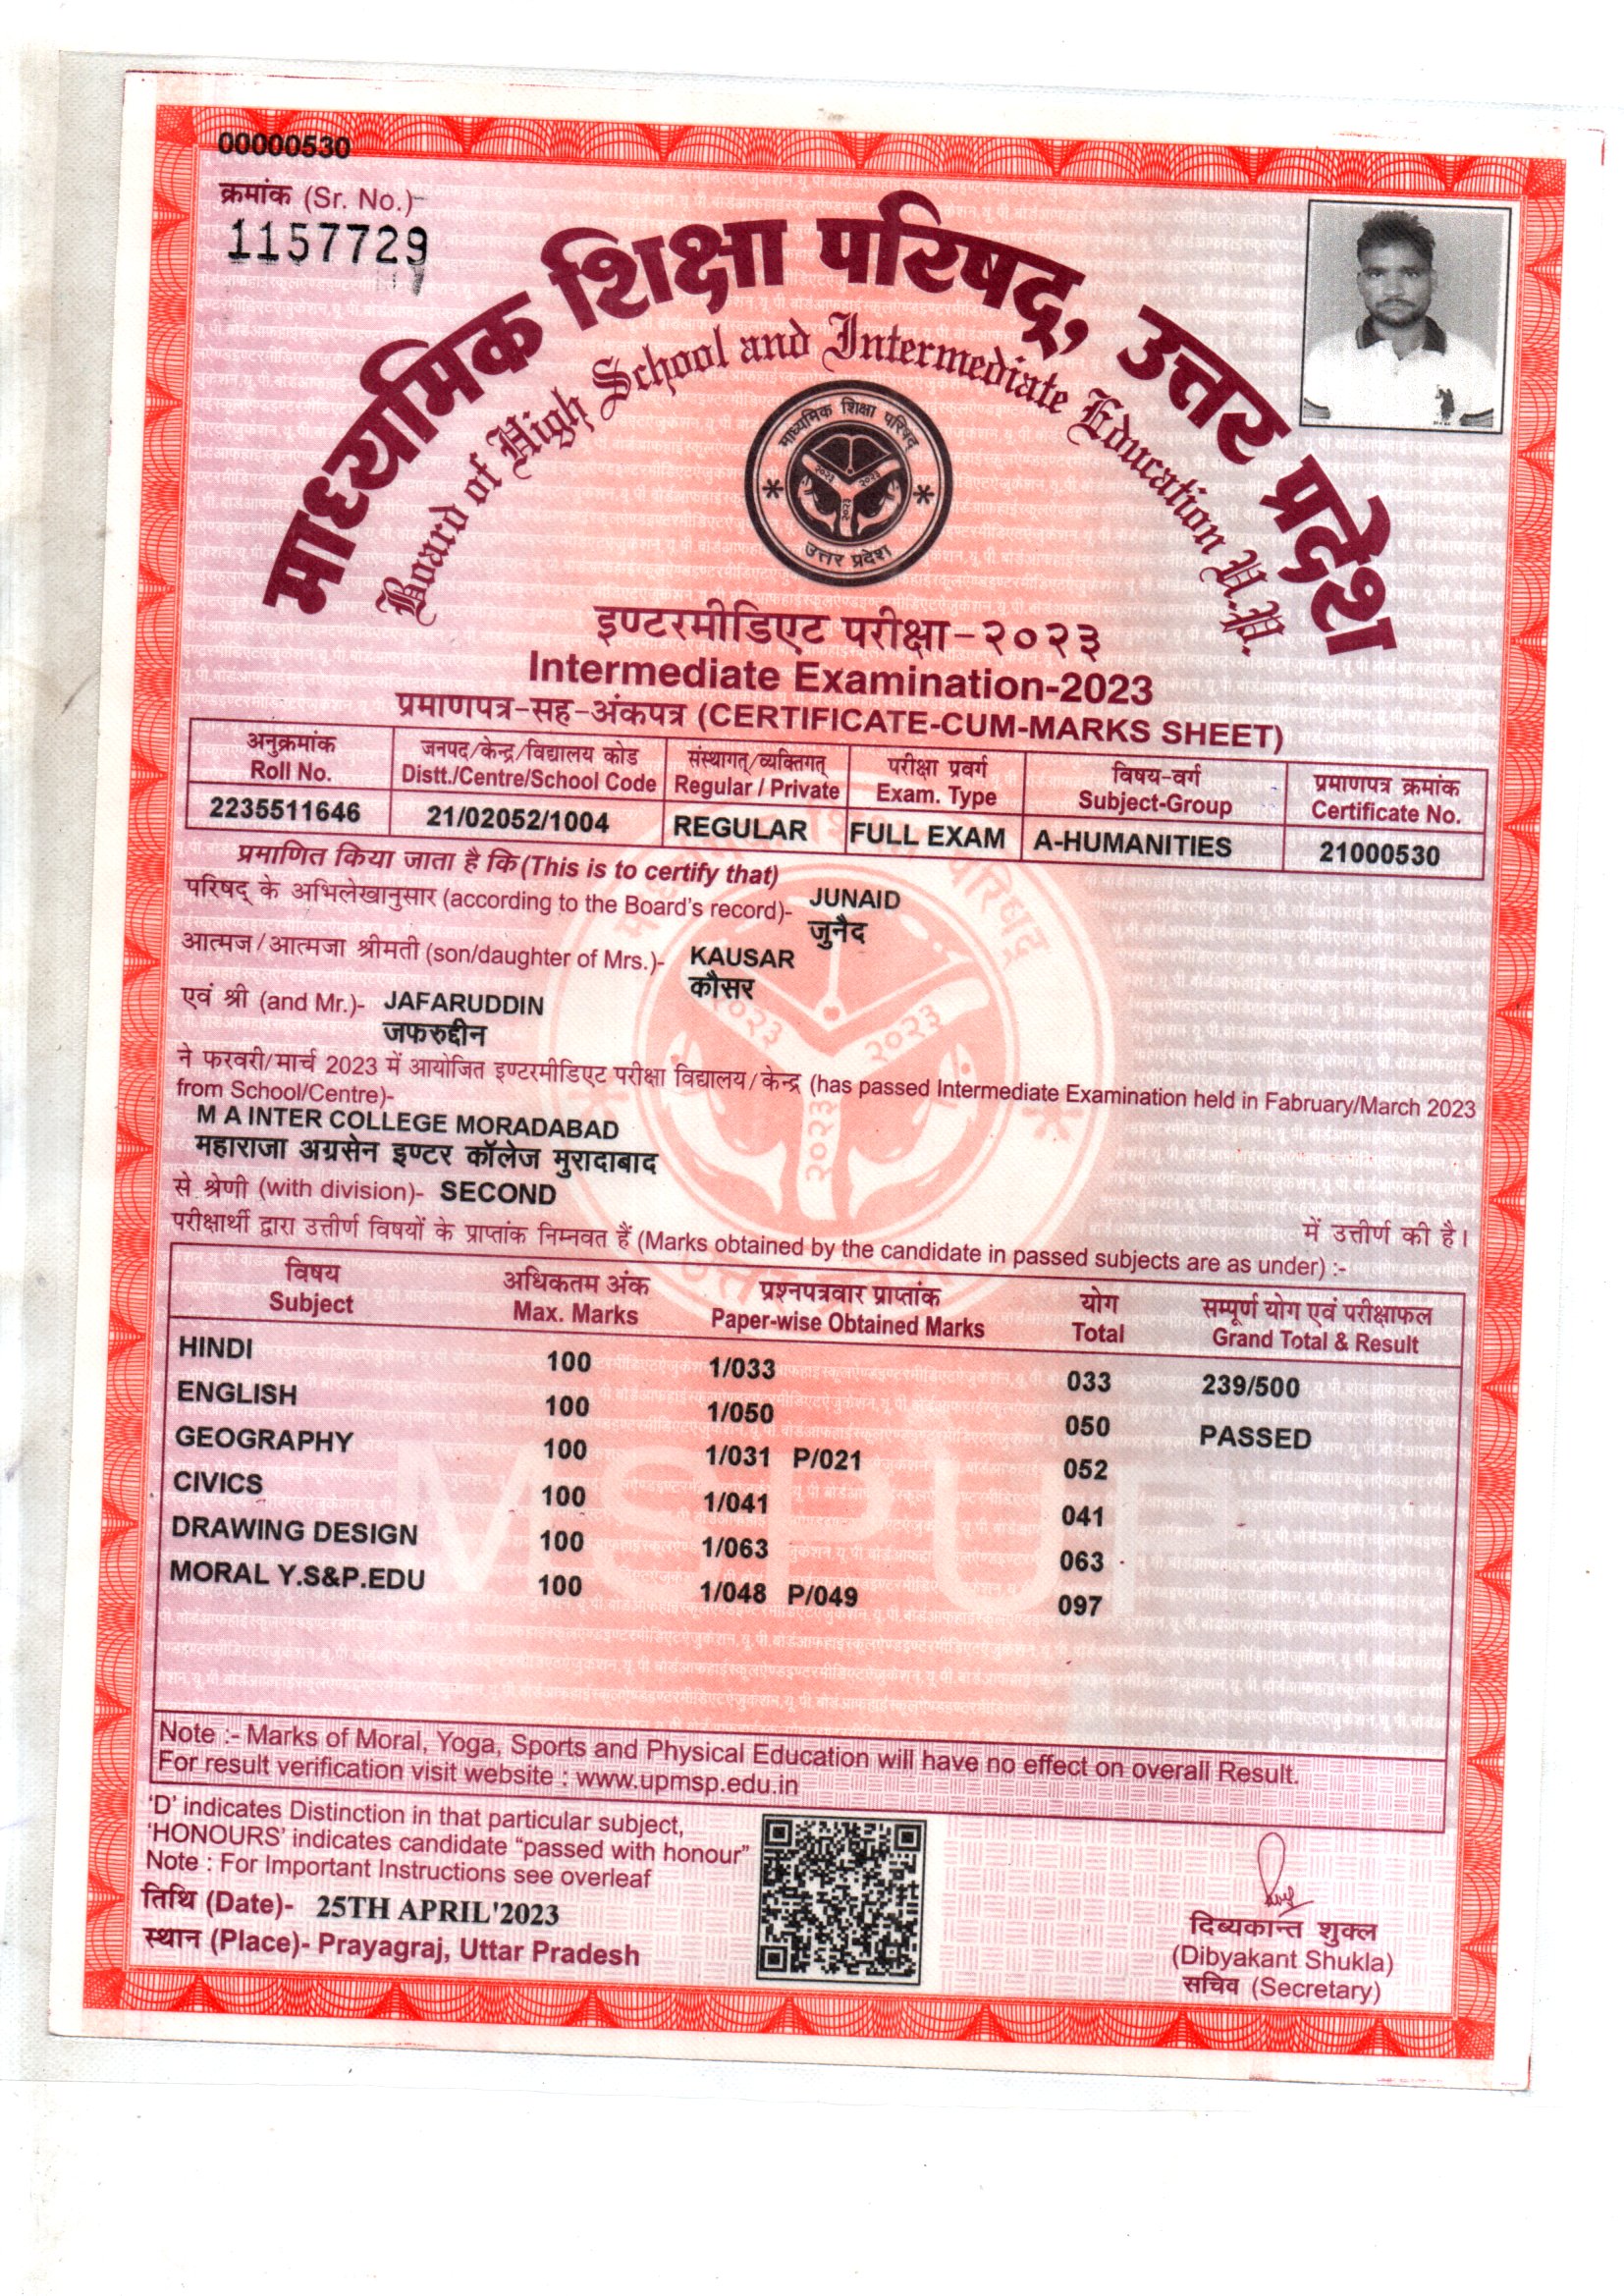 00000530
क्रमांक (Sr. No.)-
1157729
माध्यमिक शिक्षा परिषद्, उत्तर प्रदेश
Board of High School and Intermediate Education U.P.
माध्यमिक शिक्षा परिषद्
२०२३ २०२३
२०२३
उत्तर प्रदेश
इण्टरमीडिएट परीक्षा-२०२३
Intermediate Examination-2023
प्रमाणपत्र-सह-अंकपत्र (CERTIFICATE-CUM-MARKS SHEET)
अनुक्रमांक जनपद/केन्द्र/विद्यालय कोड संस्थागत्/व्यक्तिगत् परीक्षा प्रवर्ग विषय-वर्ग प्रमाणपत्र क्रमांक
Roll No. Distt./Centre/School Code Regular / Private Exam. Type Subject-Group Certificate No.
2235511646 21/02052/1004 REGULAR FULL EXAM A-HUMANITIES 21000530
प्रमाणित किया जाता है कि (This is to certify that)
परिषद् के अभिलेखानुसार (according to the Board's record)- JUNAID
जुनैद
आत्मज/आत्मजा श्रीमती (son/daughter of Mrs.)- KAUSAR
कौसर
एवं श्री (and Mr.)- JAFARUDDIN
जफरुद्दीन
ने फरवरी/मार्च 2023 में आयोजित इण्टरमीडिएट परीक्षा विद्यालय/केन्द्र (has passed Intermediate Examination held in Fabruary/March 2023
from School/Centre)-
M A INTER COLLEGE MORADABAD
महाराजा अग्रसेन इण्टर कॉलेज मुरादाबाद
से श्रेणी (with division)- SECOND
में उत्तीर्ण की है।
परीक्षार्थी द्वारा उत्तीर्ण विषयों के प्राप्तांक निम्नवत हैं (Marks obtained by the candidate in passed subjects are as under) :-
विषय अधिकतम अंक प्रश्नपत्रवार प्राप्तांक योग सम्पूर्ण योग एवं परीक्षाफल
Subject Max. Marks Paper-wise Obtained Marks Total Grand Total & Result
HINDI 100 1/033 033 239/500
ENGLISH 100 1/050 050 PASSED
GEOGRAPHY 100 1/031 P/021 052
CIVICS 100 1/041 041
DRAWING DESIGN 100 1/063 063
MORAL Y.S&P.EDU 100 1/048 P/049 097
Note :- Marks of Moral, Yoga, Sports and Physical Education will have no effect on overall Result.
For result verification visit website : www.upmsp.edu.in
'D' indicates Distinction in that particular subject,
'HONOURS' indicates candidate "passed with honour"
Note : For Important Instructions see overleaf
तिथि (Date)- 25TH APRIL'2023
स्थान (Place)- Prayagraj, Uttar Pradesh
दिब्यकान्त शुक्ल
(Dibyakant Shukla)
सचिव (Secretary)